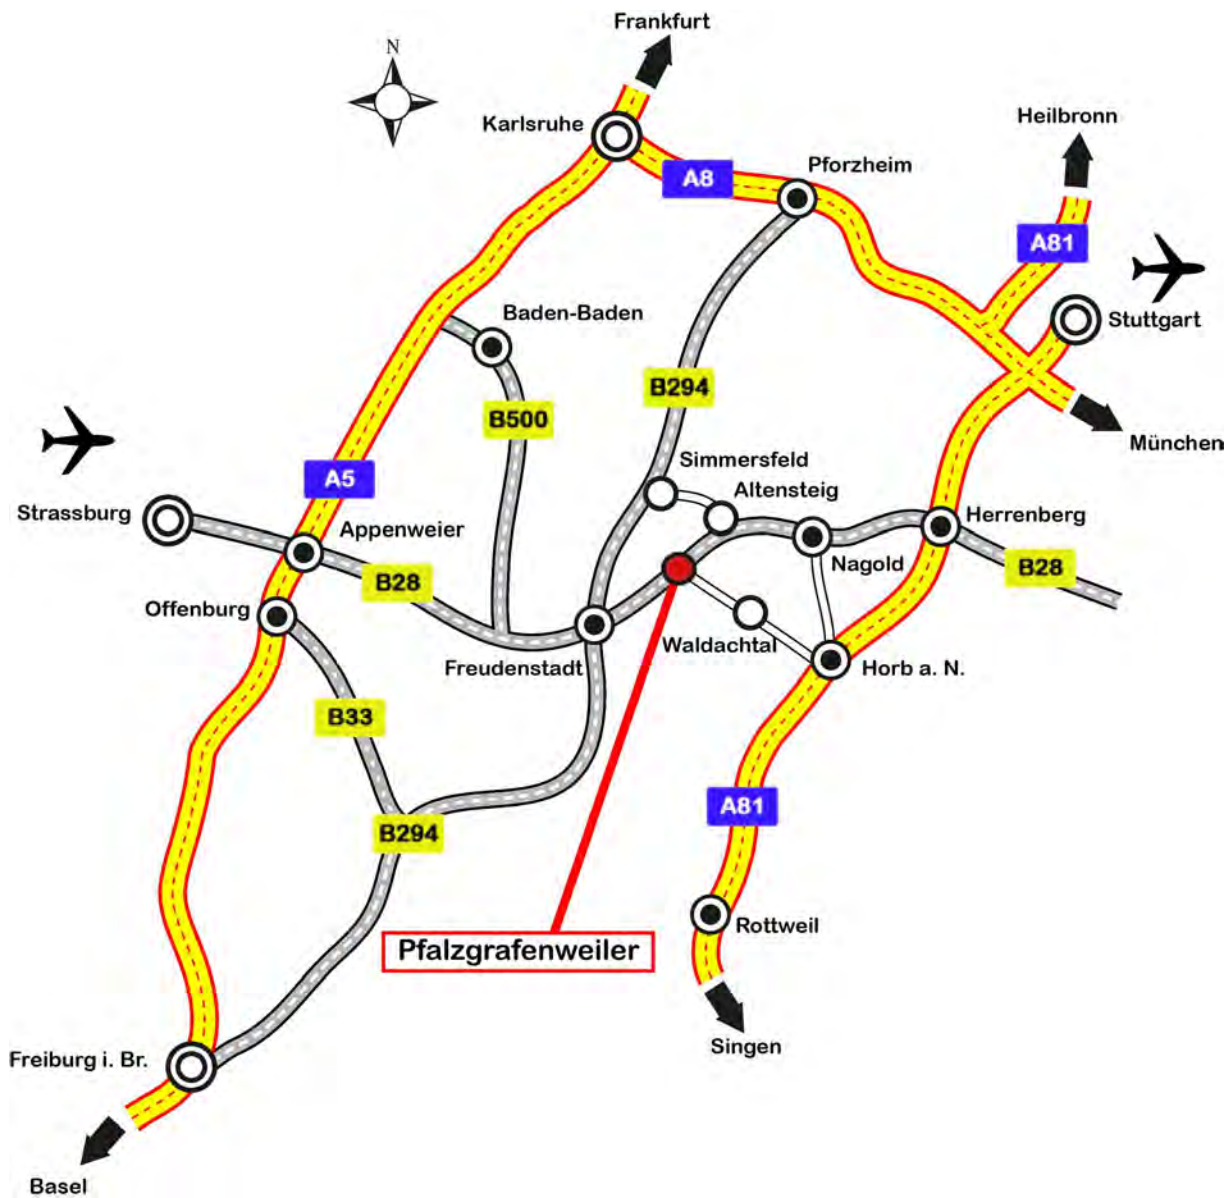 Frankfurt
N
Heilbronn
Karlsruhe
Pforzheim
A8
A81
Baden-Baden
Stuttgart
B294
B500
München
Simmersfeld
A5
Altensteig
Strassburg
Appenweier
Herrenberg
Nagold
B28
B28
Offenburg
Waldachtal
Freudenstadt
Horb a. N.
B33
A81
B294
Rottweil
Pfalzgrafenweiler
Singen
Freiburg i. Br.
Basel